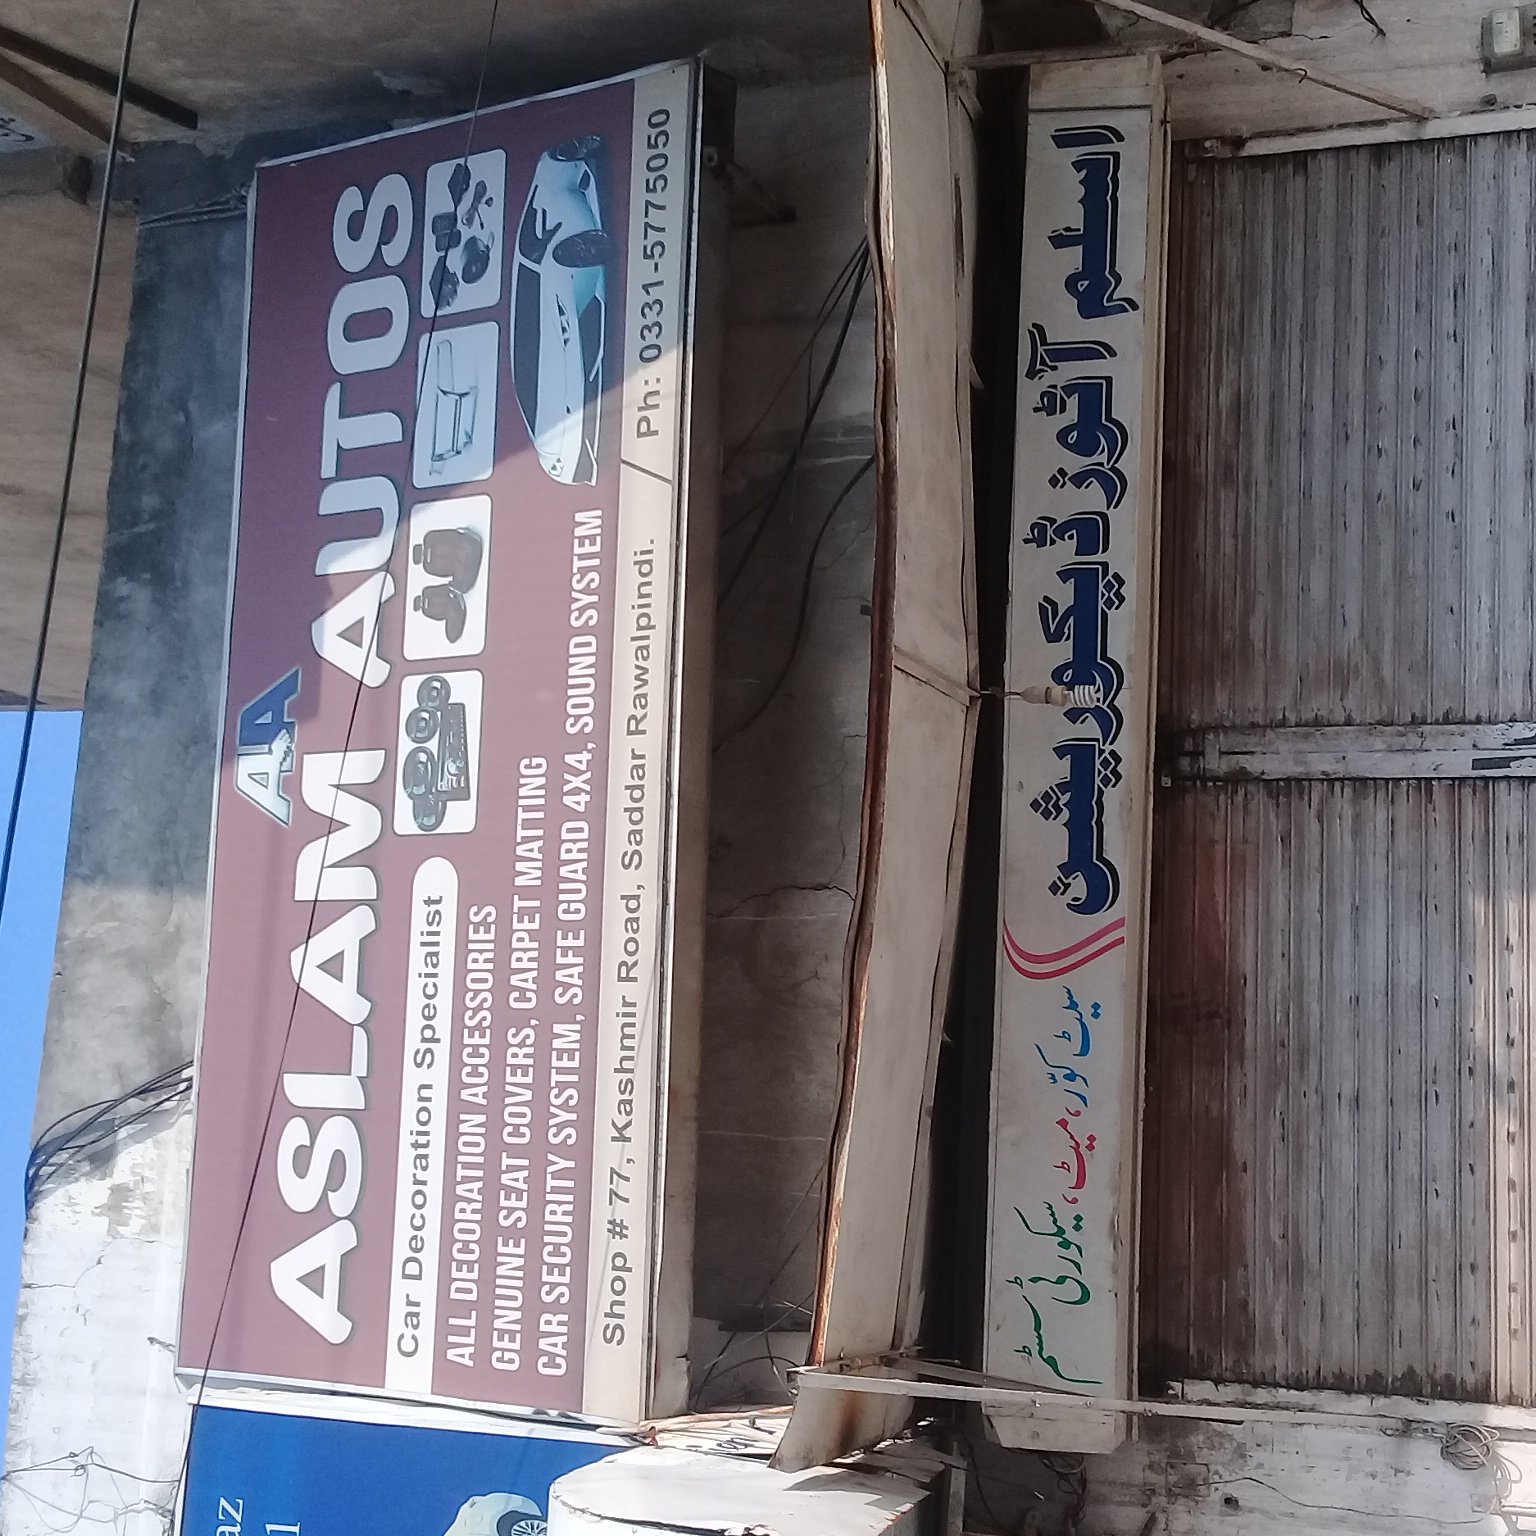 AA
ASLAM AUTOS
Car Decoration Specialist
ALL DECORATION ACCESSORIES
GENUINE SEAT COVERS, CARPET MATTING
CAR SECURITY SYSTEM, SAFE GUARD 4X4, SOUND SYSTEM
Shop # 77, Kashmir Road, Saddar Rawalpindi. / Ph: 0331-5775050
اسلم آٹوز ڈیکوریشن
سیٹ کوّر، میٹ، سیکورٹی سسٹم
az